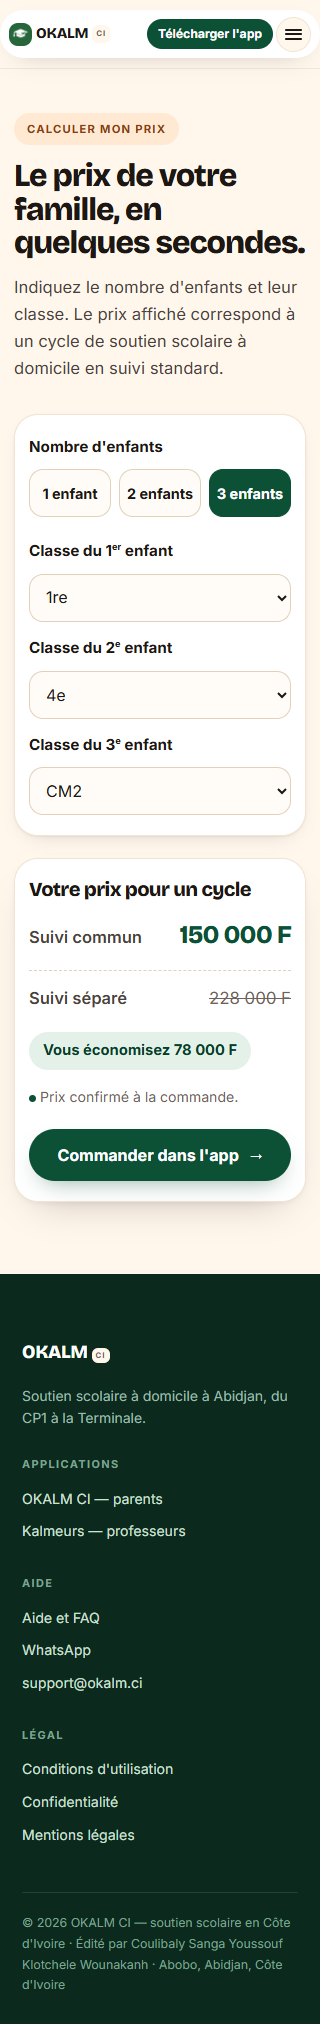 OKALM CI
Télécharger l'app
CALCULER MON PRIX
Le prix de votre
famille, en
quelques secondes.
Indiquez le nombre d'enfants et leur
classe. Le prix affiché correspond à
un cycle de soutien scolaire à
domicile en suivi standard.
Nombre d'enfants
1 enfant 2 enfants 3 enfants
Classe du 1er enfant
1re
Classe du 2e enfant
4e
Classe du 3e enfant
CM2
Votre prix pour un cycle
Suivi commun 150 000 F
Suivi séparé 228 000 F
Vous économisez 78 000 F
Prix confirmé à la commande.
Commander dans l'app →
OKALM CI
Soutien scolaire à domicile à Abidjan, du
CP1 à la Terminale.
APPLICATIONS
OKALM CI — parents
Kalmeurs — professeurs
AIDE
Aide et FAQ
WhatsApp
support@okalm.ci
LÉGAL
Conditions d'utilisation
Confidentialité
Mentions légales
© 2026 OKALM CI — soutien scolaire en Côte
d'Ivoire · Édité par Coulibaly Sanga Youssouf
Klotchele Wounakanh · Abobo, Abidjan, Côte
d'Ivoire